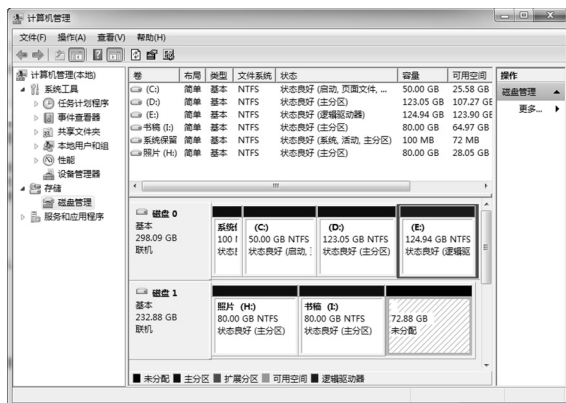 计算机管理
文件(F) 操作(A) 查看(V) 帮助(H)
计算机管理(本地)
系统工具
任务计划程序
事件查看器
共享文件夹
本地用户和组
性能
设备管理器
存储
磁盘管理
服务和应用程序
卷 布局 类型 文件系统 状态 容量 可用空间
(C:) 简单 基本 NTFS 状态良好 (启动, 页面文件, ... 50.00 GB 25.58 GB
(D:) 简单 基本 NTFS 状态良好 (主分区) 123.05 GB 107.27 GE
(E:) 简单 基本 NTFS 状态良好 (逻辑驱动器) 124.94 GB 123.90 GE
书稿 (I:) 简单 基本 NTFS 状态良好 (主分区) 80.00 GB 64.97 GB
系统保留 简单 基本 NTFS 状态良好 (系统, 活动, 主分区) 100 MB 72 MB
照片 (H:) 简单 基本 NTFS 状态良好 (主分区) 80.00 GB 28.05 GB
操作
磁盘管理
更多...
磁盘 0
基本
298.09 GB
联机
系统
100
状态
(C:)
50.00 GB NTFS
状态良好 (启动,
(D:)
123.05 GB NTFS
状态良好 (主分区)
(E:)
124.94 GB NTFS
状态良好 (逻辑驱
磁盘 1
基本
232.88 GB
联机
照片 (H:)
80.00 GB NTFS
状态良好 (主分区)
书稿 (I:)
80.00 GB NTFS
状态良好 (主分区)
72.88 GB
未分配
未分配 主分区 扩展分区 可用空间 逻辑驱动器